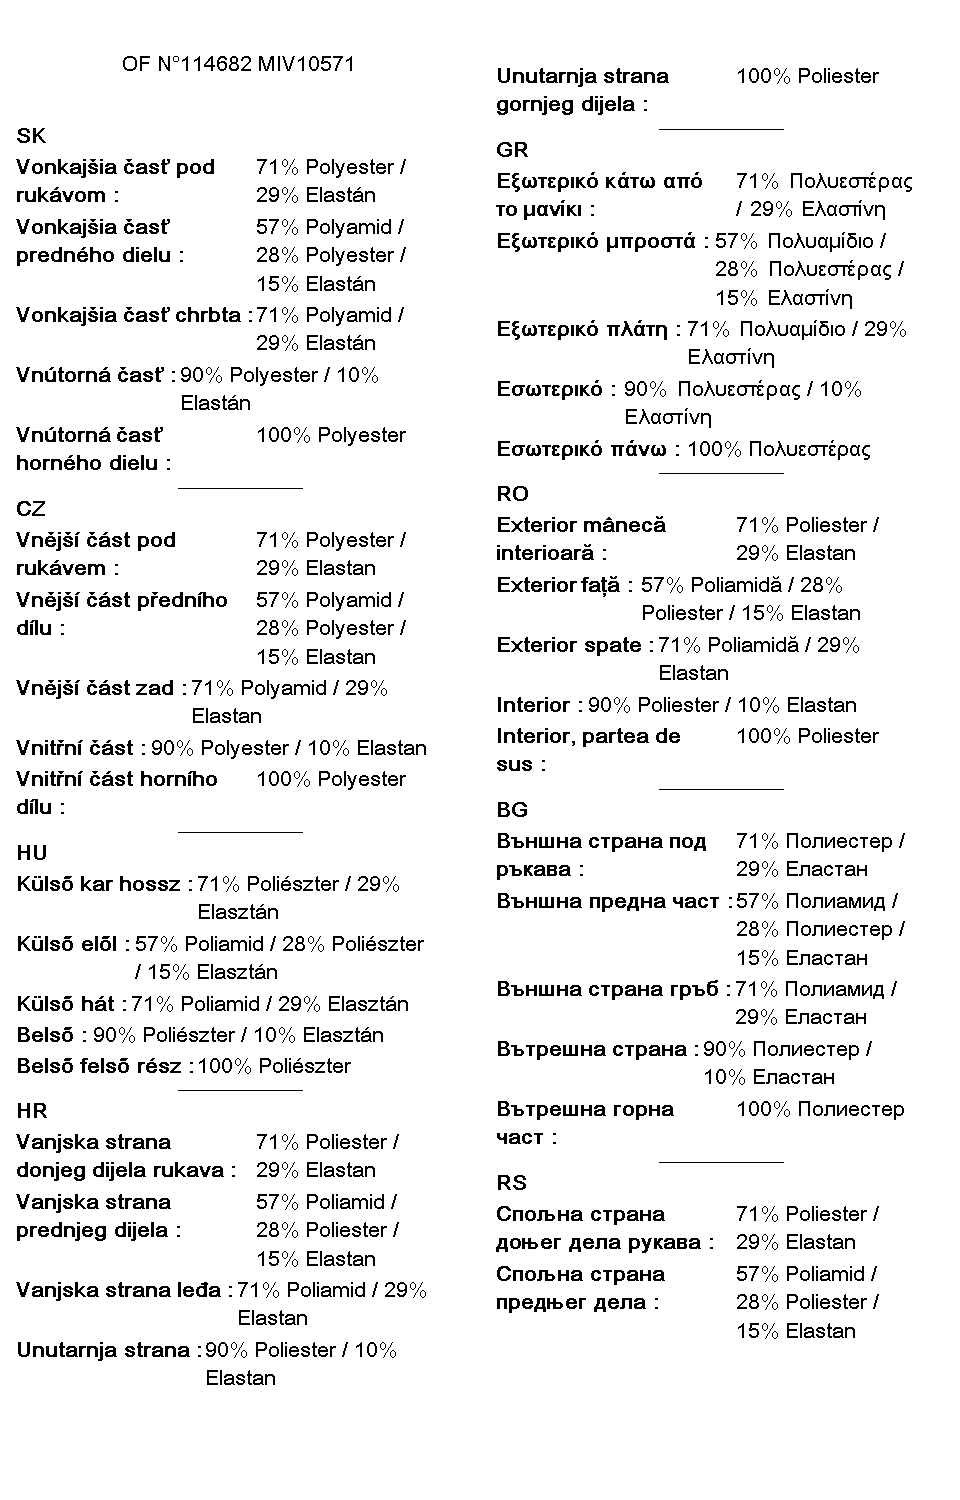 OF N°114682 MIV10571
SK
Vonkajšia časť pod 71% Polyester /
rukávom : 29% Elastán
Vonkajšia časť 57% Polyamid /
predného dielu : 28% Polyester /
15% Elastán
Vonkajšia časť chrbta : 71% Polyamid /
29% Elastán
Vnútorná časť : 90% Polyester / 10%
Elastán
Vnútorná časť 100% Polyester
horného dielu :
CZ
Vnější část pod 71% Polyester /
rukávem : 29% Elastan
Vnější část předního 57% Polyamid /
dílu : 28% Polyester /
15% Elastan
Vnější část zad : 71% Polyamid / 29%
Elastan
Vnitřní část : 90% Polyester / 10% Elastan
Vnitřní část horního 100% Polyester
dílu :
HU
Külsõ kar hossz : 71% Poliészter / 29%
Elasztán
Külsõ elõl : 57% Poliamid / 28% Poliészter
/ 15% Elasztán
Külsõ hát : 71% Poliamid / 29% Elasztán
Belsõ : 90% Poliészter / 10% Elasztán
Belsõ felsõ rész : 100% Poliészter
HR
Vanjska strana 71% Poliester /
donjeg dijela rukava : 29% Elastan
Vanjska strana 57% Poliamid /
prednjeg dijela : 28% Poliester /
15% Elastan
Vanjska strana leđa : 71% Poliamid / 29%
Elastan
Unutarnja strana : 90% Poliester / 10%
Elastan
Unutarnja strana 100% Poliester
gornjeg dijela :
GR
Εξωτερικό κάτω από 71% Πολυεστέρας
το μανίκι : / 29% Ελαστίνη
Εξωτερικό μπροστά : 57% Πολυαμίδιο /
28% Πολυεστέρας /
15% Ελαστίνη
Εξωτερικό πλάτη : 71% Πολυαμίδιο / 29%
Ελαστίνη
Εσωτερικό : 90% Πολυεστέρας / 10%
Ελαστίνη
Εσωτερικό πάνω : 100% Πολυεστέρας
RO
Exterior mânecă 71% Poliester /
interioară : 29% Elastan
Exterior față : 57% Poliamidă / 28%
Poliester / 15% Elastan
Exterior spate : 71% Poliamidă / 29%
Elastan
Interior : 90% Poliester / 10% Elastan
Interior, partea de 100% Poliester
sus :
BG
Външна страна под 71% Полиестер /
ръкава : 29% Еластан
Външна предна част : 57% Полиамид /
28% Полиестер /
15% Еластан
Външна страна гръб : 71% Полиамид /
29% Еластан
Вътрешна страна : 90% Полиестер /
10% Еластан
Вътрешна горна 100% Полиестер
част :
RS
Спољна страна 71% Poliester /
доњег дела рукава : 29% Elastan
Спољна страна 57% Poliamid /
предњег дела : 28% Poliester /
15% Elastan